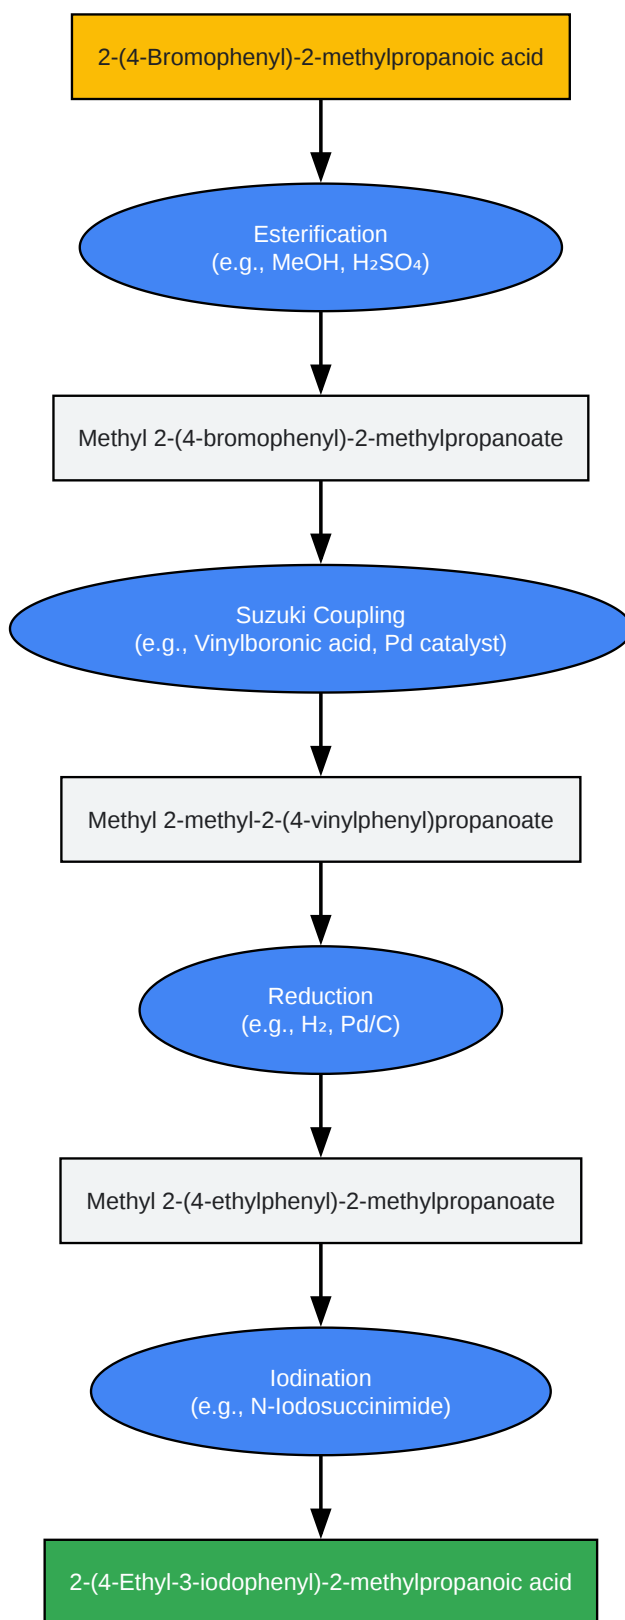 2-(4-Bromophenyl)-2-methylpropanoic acid
Esterification
(e.g., MeOH, H₂SO₄)
Methyl 2-(4-bromophenyl)-2-methylpropanoate
Suzuki Coupling
(e.g., Vinylboronic acid, Pd catalyst)
Methyl 2-methyl-2-(4-vinylphenyl)propanoate
Reduction
(e.g., H₂, Pd/C)
Methyl 2-(4-ethylphenyl)-2-methylpropanoate
Iodination
(e.g., N-Iodosuccinimide)
2-(4-Ethyl-3-iodophenyl)-2-methylpropanoic acid